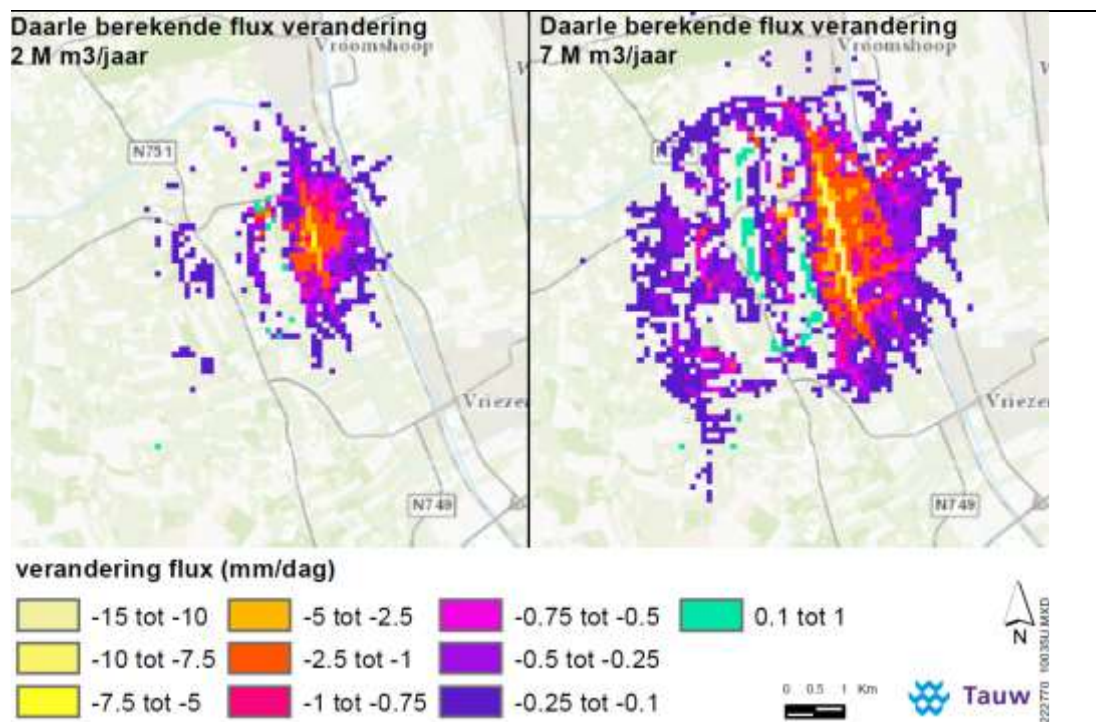 Daarle berekende flux verandering
2 M m3/jaar
Vroomshoop
N751
Vriezen
N749
Daarle berekende flux verandering
7 M m3/jaar
Vroomshoop
Vriezen
N749
verandering flux (mm/dag)
-15 tot -10
-10 tot -7.5
-7.5 tot -5
-5 tot -2.5
-2.5 tot -1
-1 tot -0.75
-0.75 tot -0.5
-0.5 tot -0.25
-0.25 tot -0.1
0.1 tot 1
0 0.5 1 Km
N
Tauw